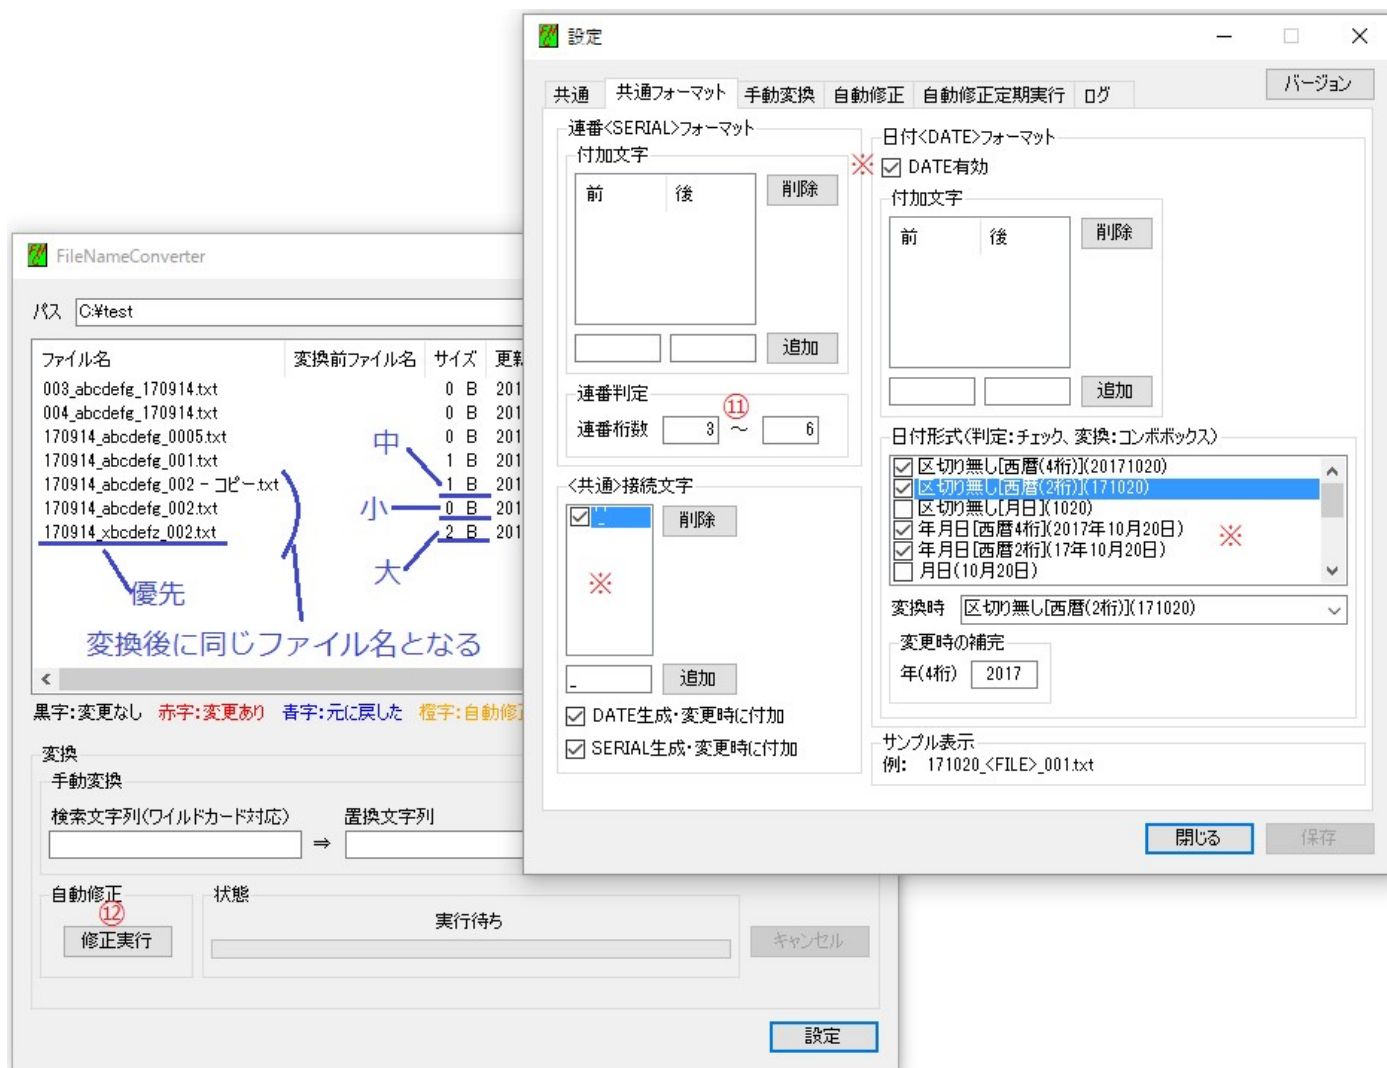 設定
バージョン
共通 共通フォーマット 手動変換 自動修正 自動修正定期実行 ログ
連番<SERIAL>フォーマット
付加文字
前 後
削除
追加
連番判定
⑪
連番桁数 3 ～ 6
<共通>接続文字
'_'
削除
※
_
追加
DATE生成・変更時に付加
SERIAL生成・変更時に付加
日付<DATE>フォーマット
※ DATE有効
付加文字
前 後
削除
追加
日付形式(判定:チェック、変換:コンボボックス)
区切り無し[西暦(4桁)](20171020)
区切り無し[西暦(2桁)](171020)
区切り無し[月日](1020)
年月日[西暦4桁](2017年10月20日)
年月日[西暦2桁](17年10月20日)
※
月日(10月20日)
変換時 区切り無し[西暦(2桁)](171020)
変更時の補完
年(4桁) 2017
サンプル表示
例: 171020_<FILE>_001.txt
閉じる 保存
FileNameConverter
パス C:¥test
ファイル名 変換前ファイル名 サイズ 更新
003_abcdefg_170914.txt 0 B 201
004_abcdefg_170914.txt 0 B 201
170914_abcdefg_0005.txt 0 B 201
170914_abcdefg_001.txt 1 B 201
170914_abcdefg_002 - コピー.txt 1 B 201
170914_abcdefg_002.txt 0 B 201
170914_xbcdefz_002.txt 2 B 201
中
小
大
優先
変換後に同じファイル名となる
黒字:変更なし 赤字:変更あり 青字:元に戻した 橙字:自動修正
変換
手動変換
検索文字列(ワイルドカード対応) ⇒ 置換文字列
自動修正
⑫
修正実行
状態
実行待ち
キャンセル
設定